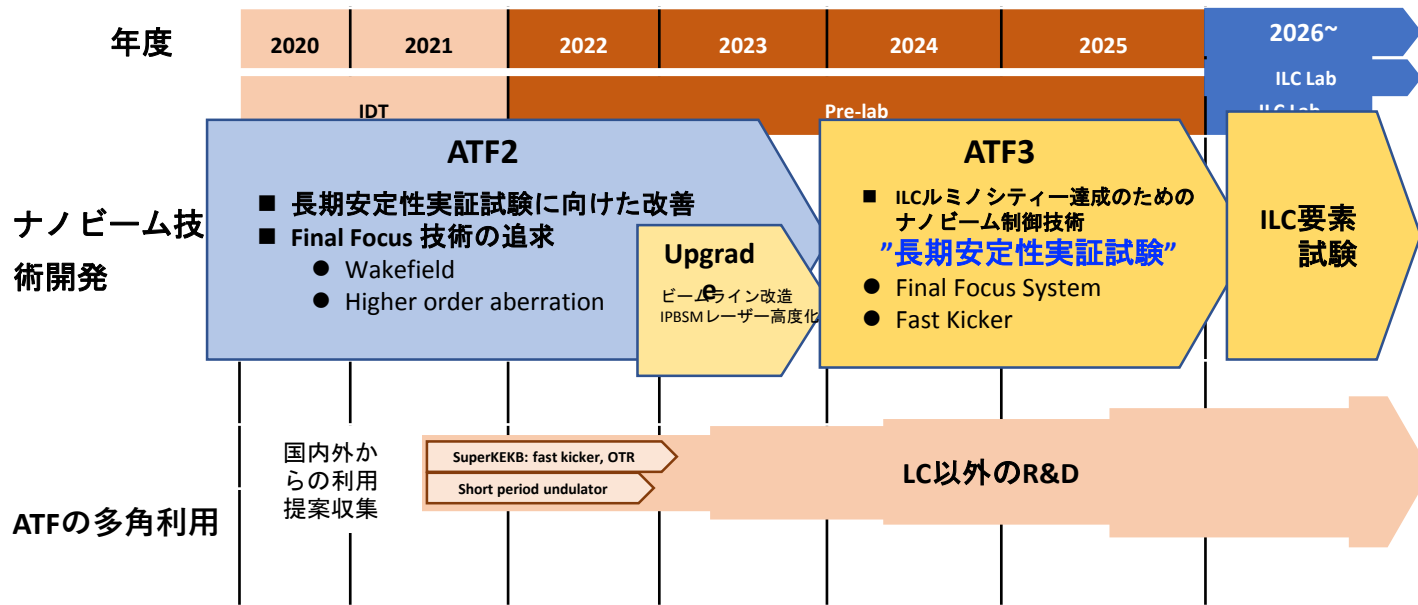 年度
2020
2021
2022
2023
2024
2025
2026~
ILC Lab
IDT
Pre-lab
ILC Lab
ナノビーム技
術開発
ATF2
■ 長期安定性実証試験に向けた改善
■ Final Focus 技術の追求
● Wakefield
● Higher order aberration
Upgrad
e
ビームライン改造
IPBSMレーザー高度化
ATF3
■ ILCルミノシティー達成のための
ナノビーム制御技術
”長期安定性実証試験”
● Final Focus System
● Fast Kicker
ILC要素
試験
ATFの多角利用
国内外か
らの利用
提案収集
SuperKEKB: fast kicker, OTR
Short period undulator
LC以外のR&D